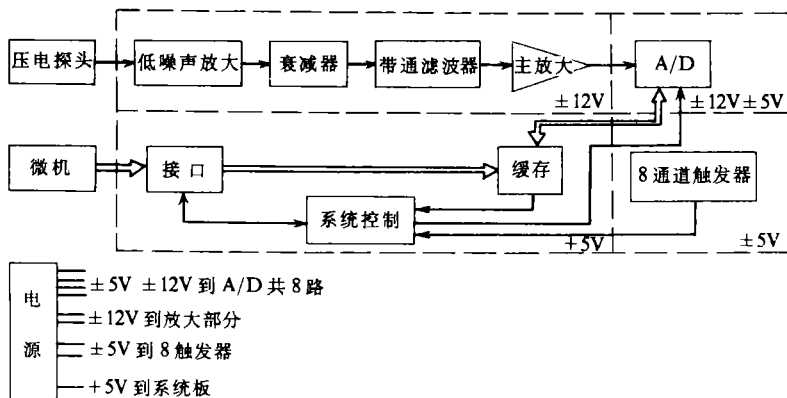 压电探头
低噪声放大
衰减器
带通滤波器
主放大
A/D
±12V
±12V±5V
微机
接口
缓存
8通道触发器
系统控制
+5V
±5V
电源
±5V ±12V到A/D共8路
±12V到放大部分
±5V到8触发器
+5V到系统板